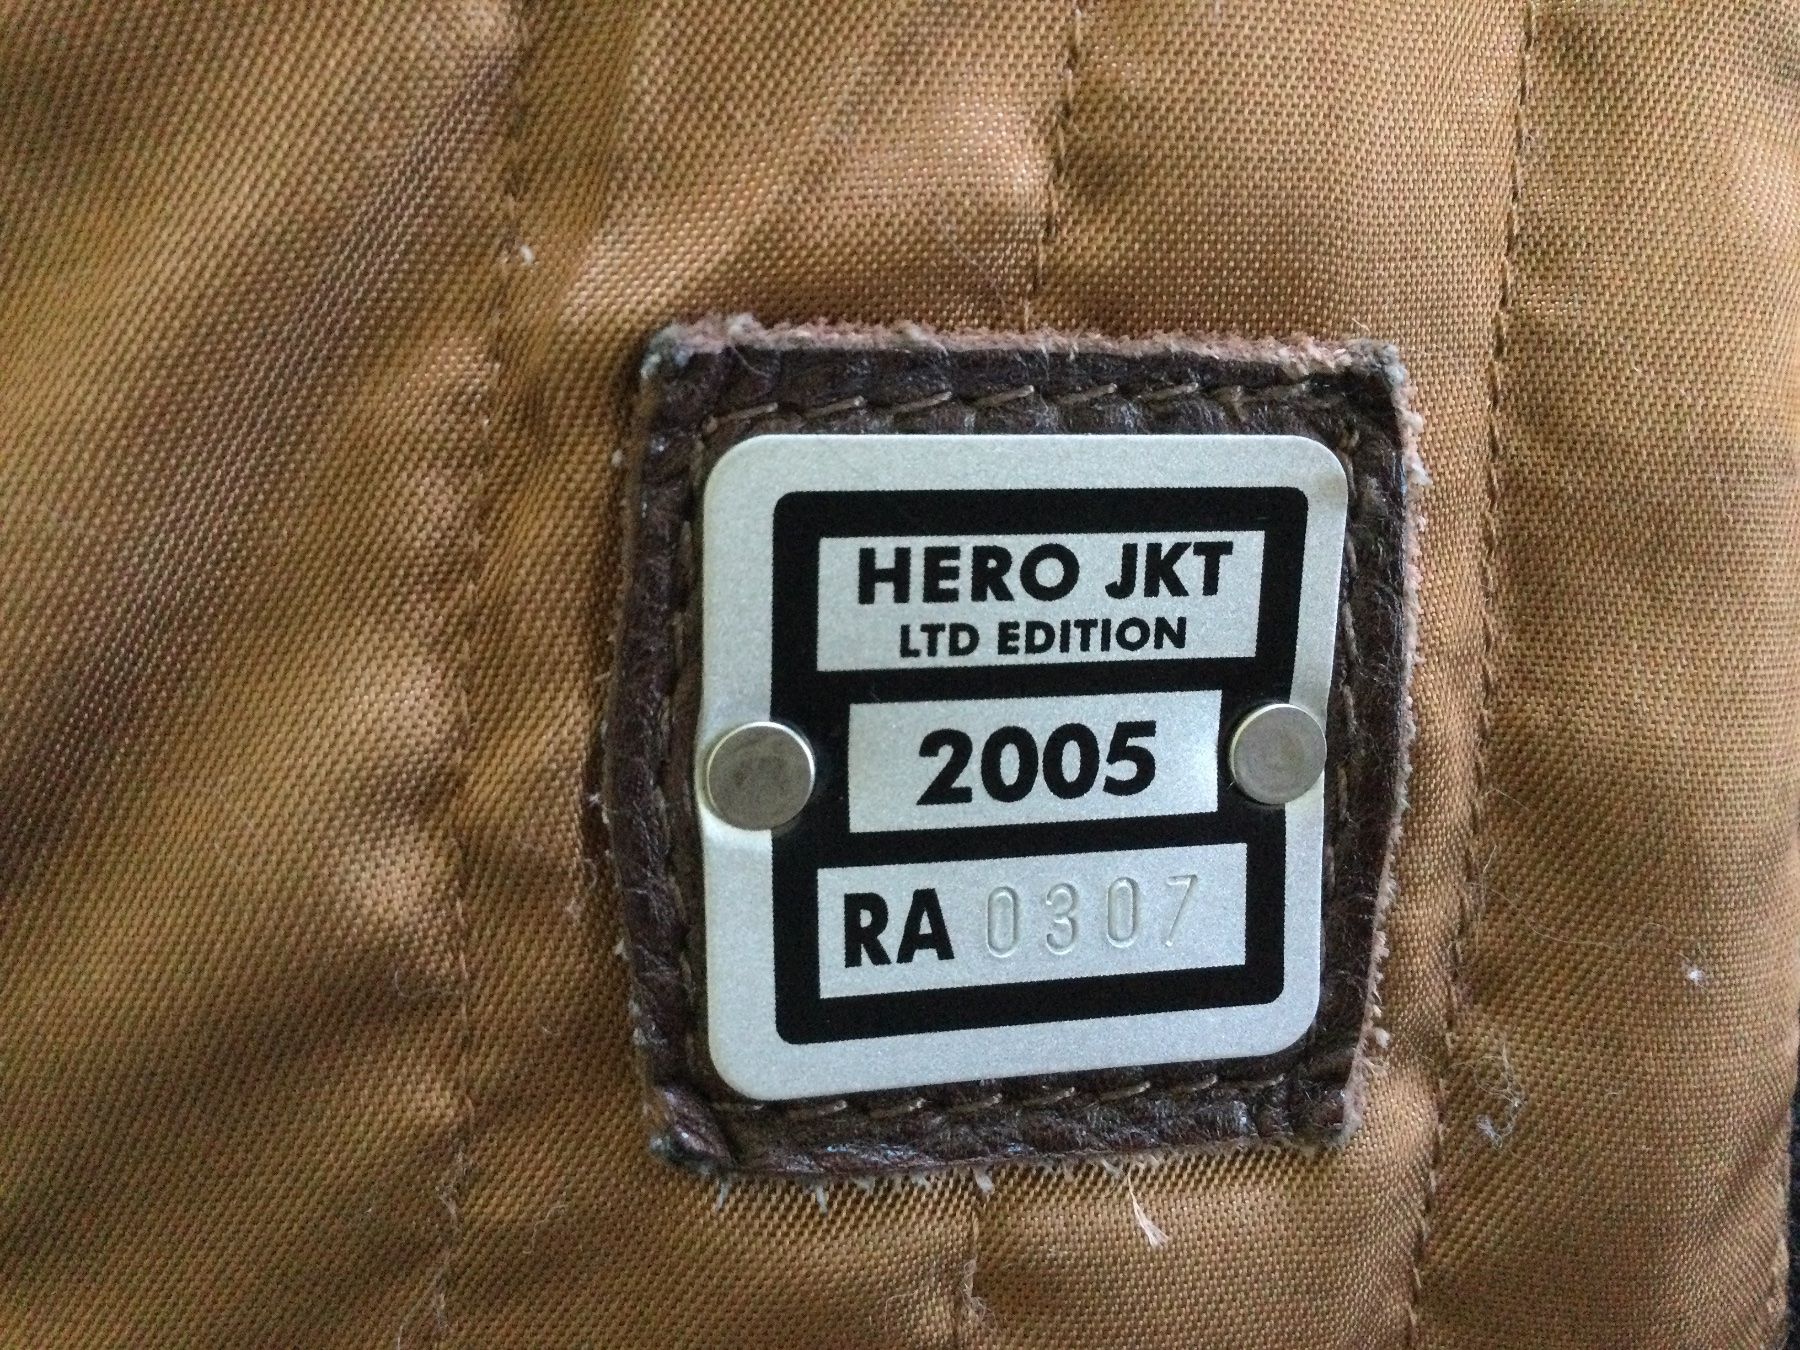 HERO JKT
LTD EDITION
2005
RA 0307